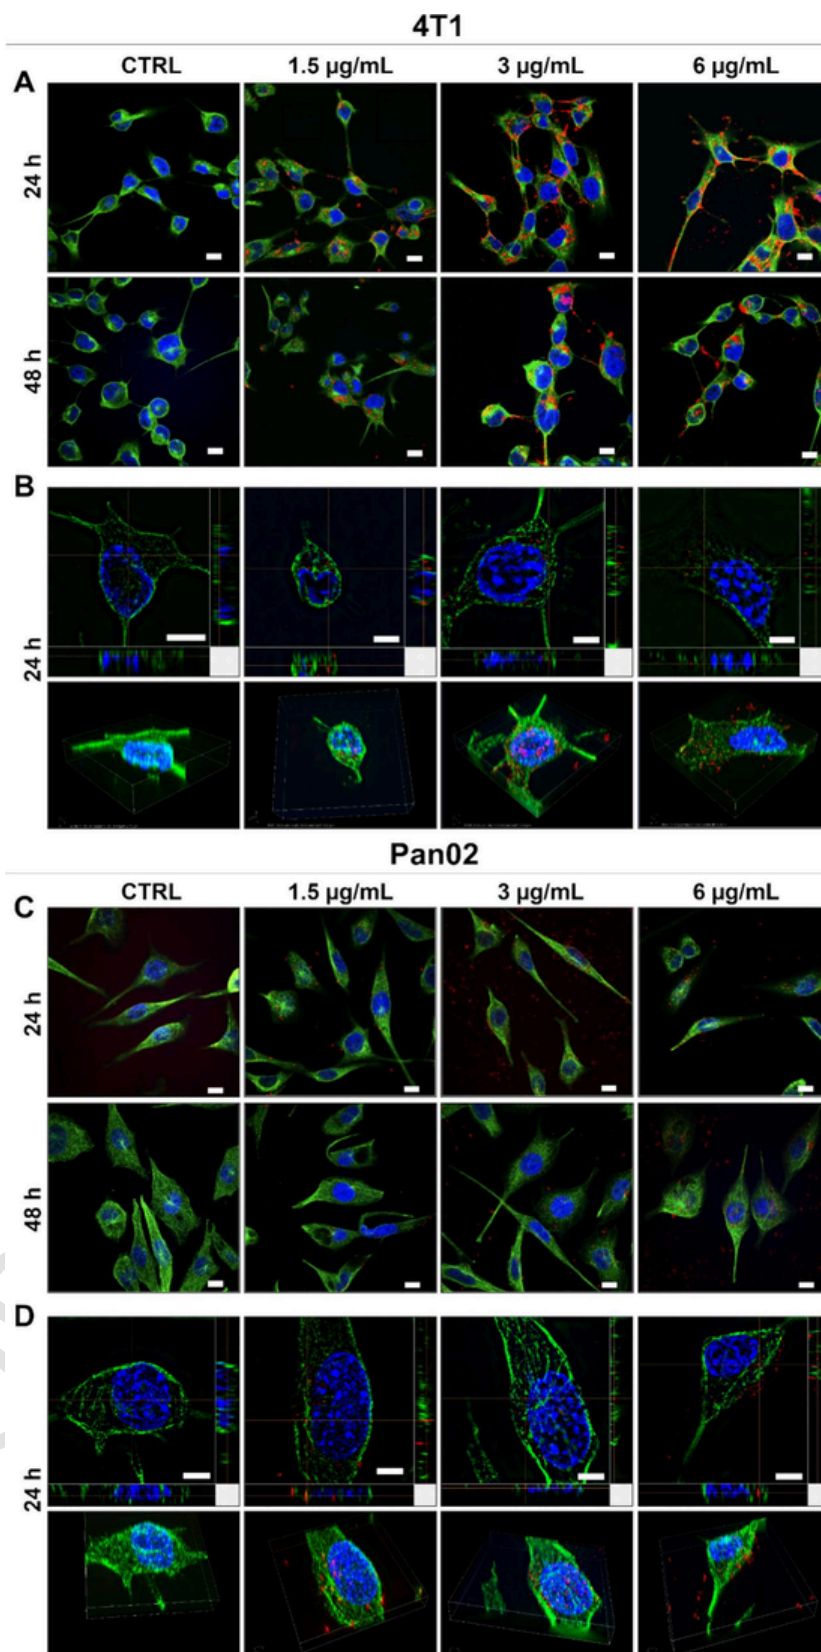 4T1
CTRL 1.5 µg/mL 3 µg/mL 6 µg/mL
A
24 h
48 h
B
24 h
Pan02
CTRL 1.5 µg/mL 3 µg/mL 6 µg/mL
C
24 h
48 h
D
24 h